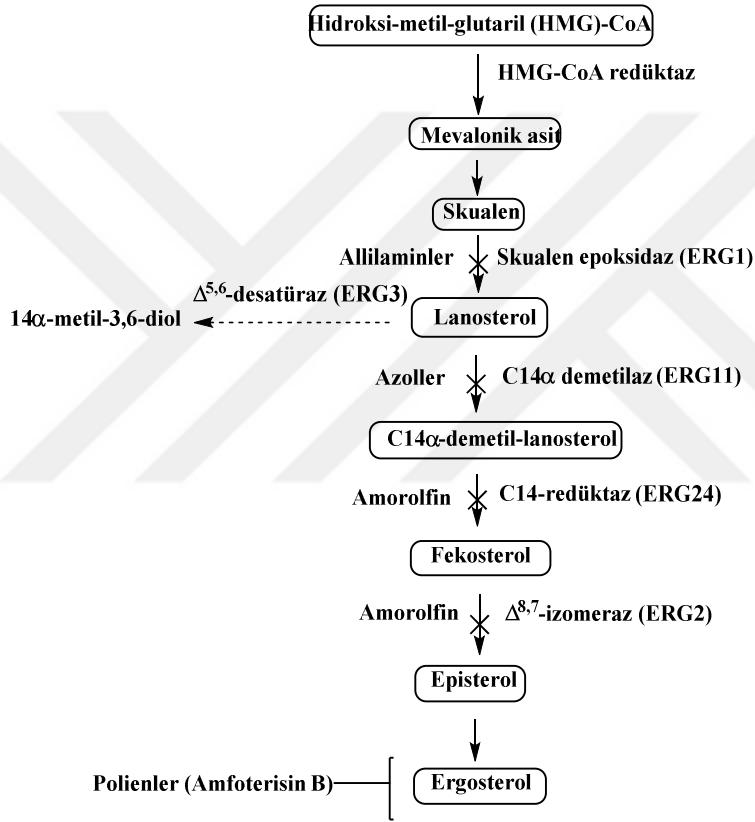 Hidroksi-metil-glutaril (HMG)-CoA
HMG-CoA redüktaz
Mevalonik asit
Skualen
Allilaminler Skualen epoksidaz (ERG1)
Δ5,6-desatüraz (ERG3)
14α-metil-3,6-diol
Lanosterol
Azoller C14α demetilaz (ERG11)
C14α-demetil-lanosterol
Amorolfin C14-redüktaz (ERG24)
Fekosterol
Amorolfin Δ8,7-izomeraz (ERG2)
Episterol
Polienler (Amfoterisin B)
Ergosterol